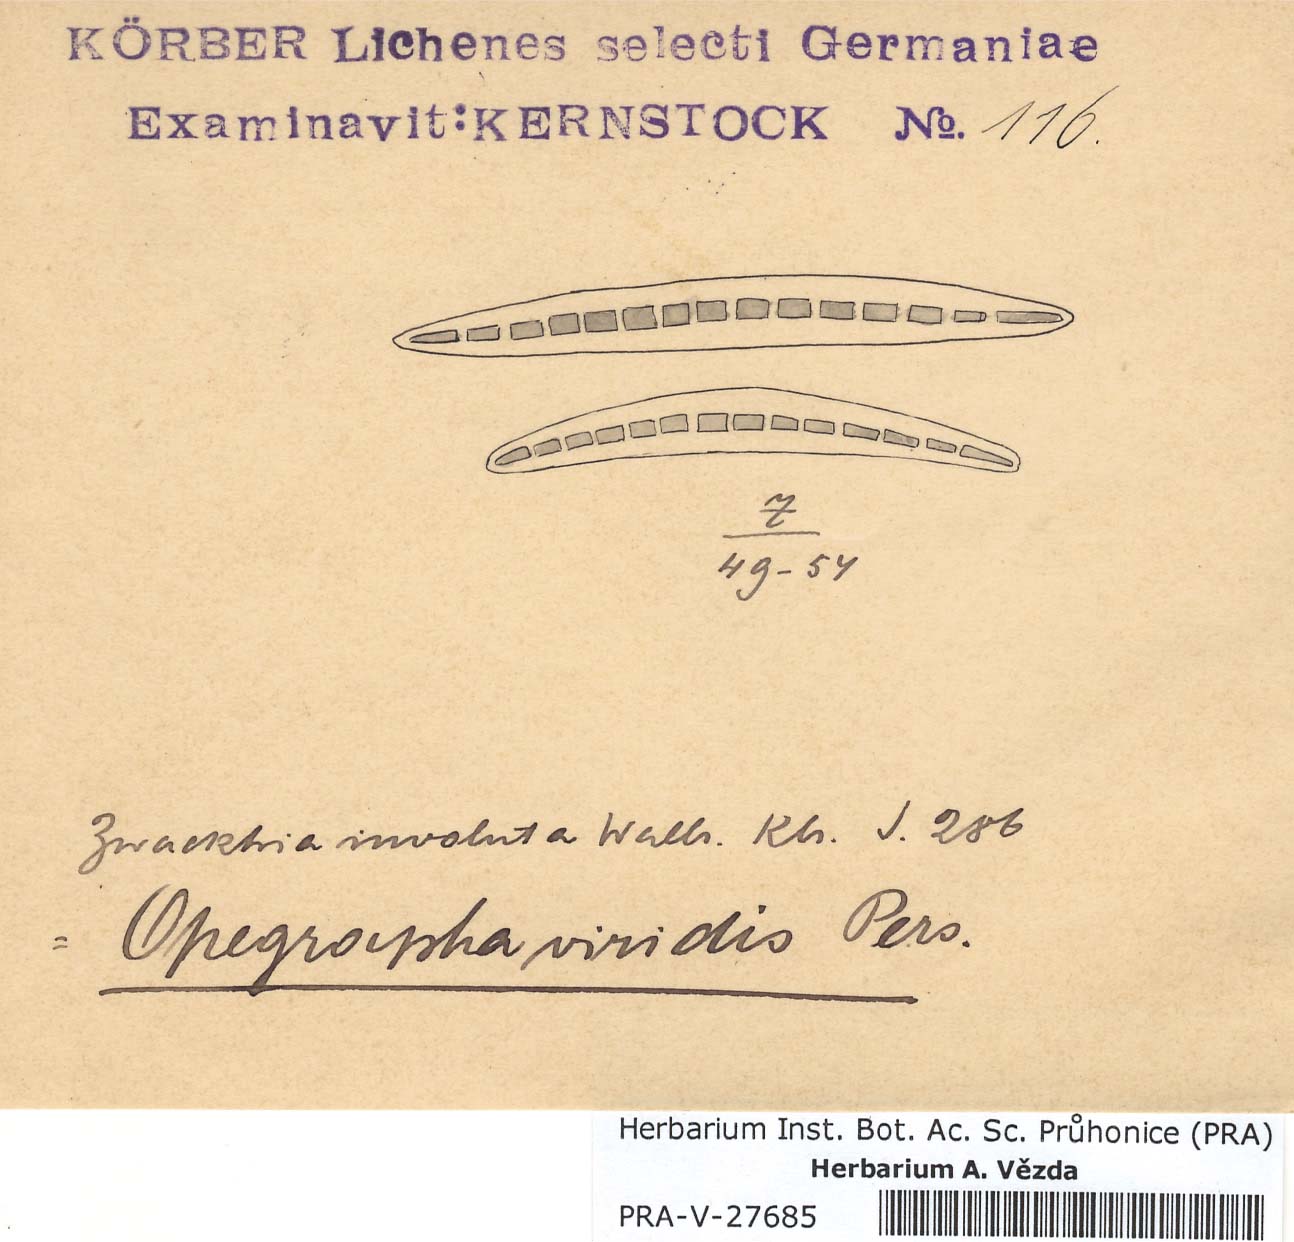 KÖRBER Lichenes selecti Germaniae
Examinavit: KERNSTOCK No. 116.
7
49-54
Zwackhia involuta Wallr. Kbr. S. 286
= Opegrapha viridis Pers.
Herbarium Inst. Bot. Ac. Sc. Průhonice (PRA)
Herbarium A. Vězda
PRA-V-27685